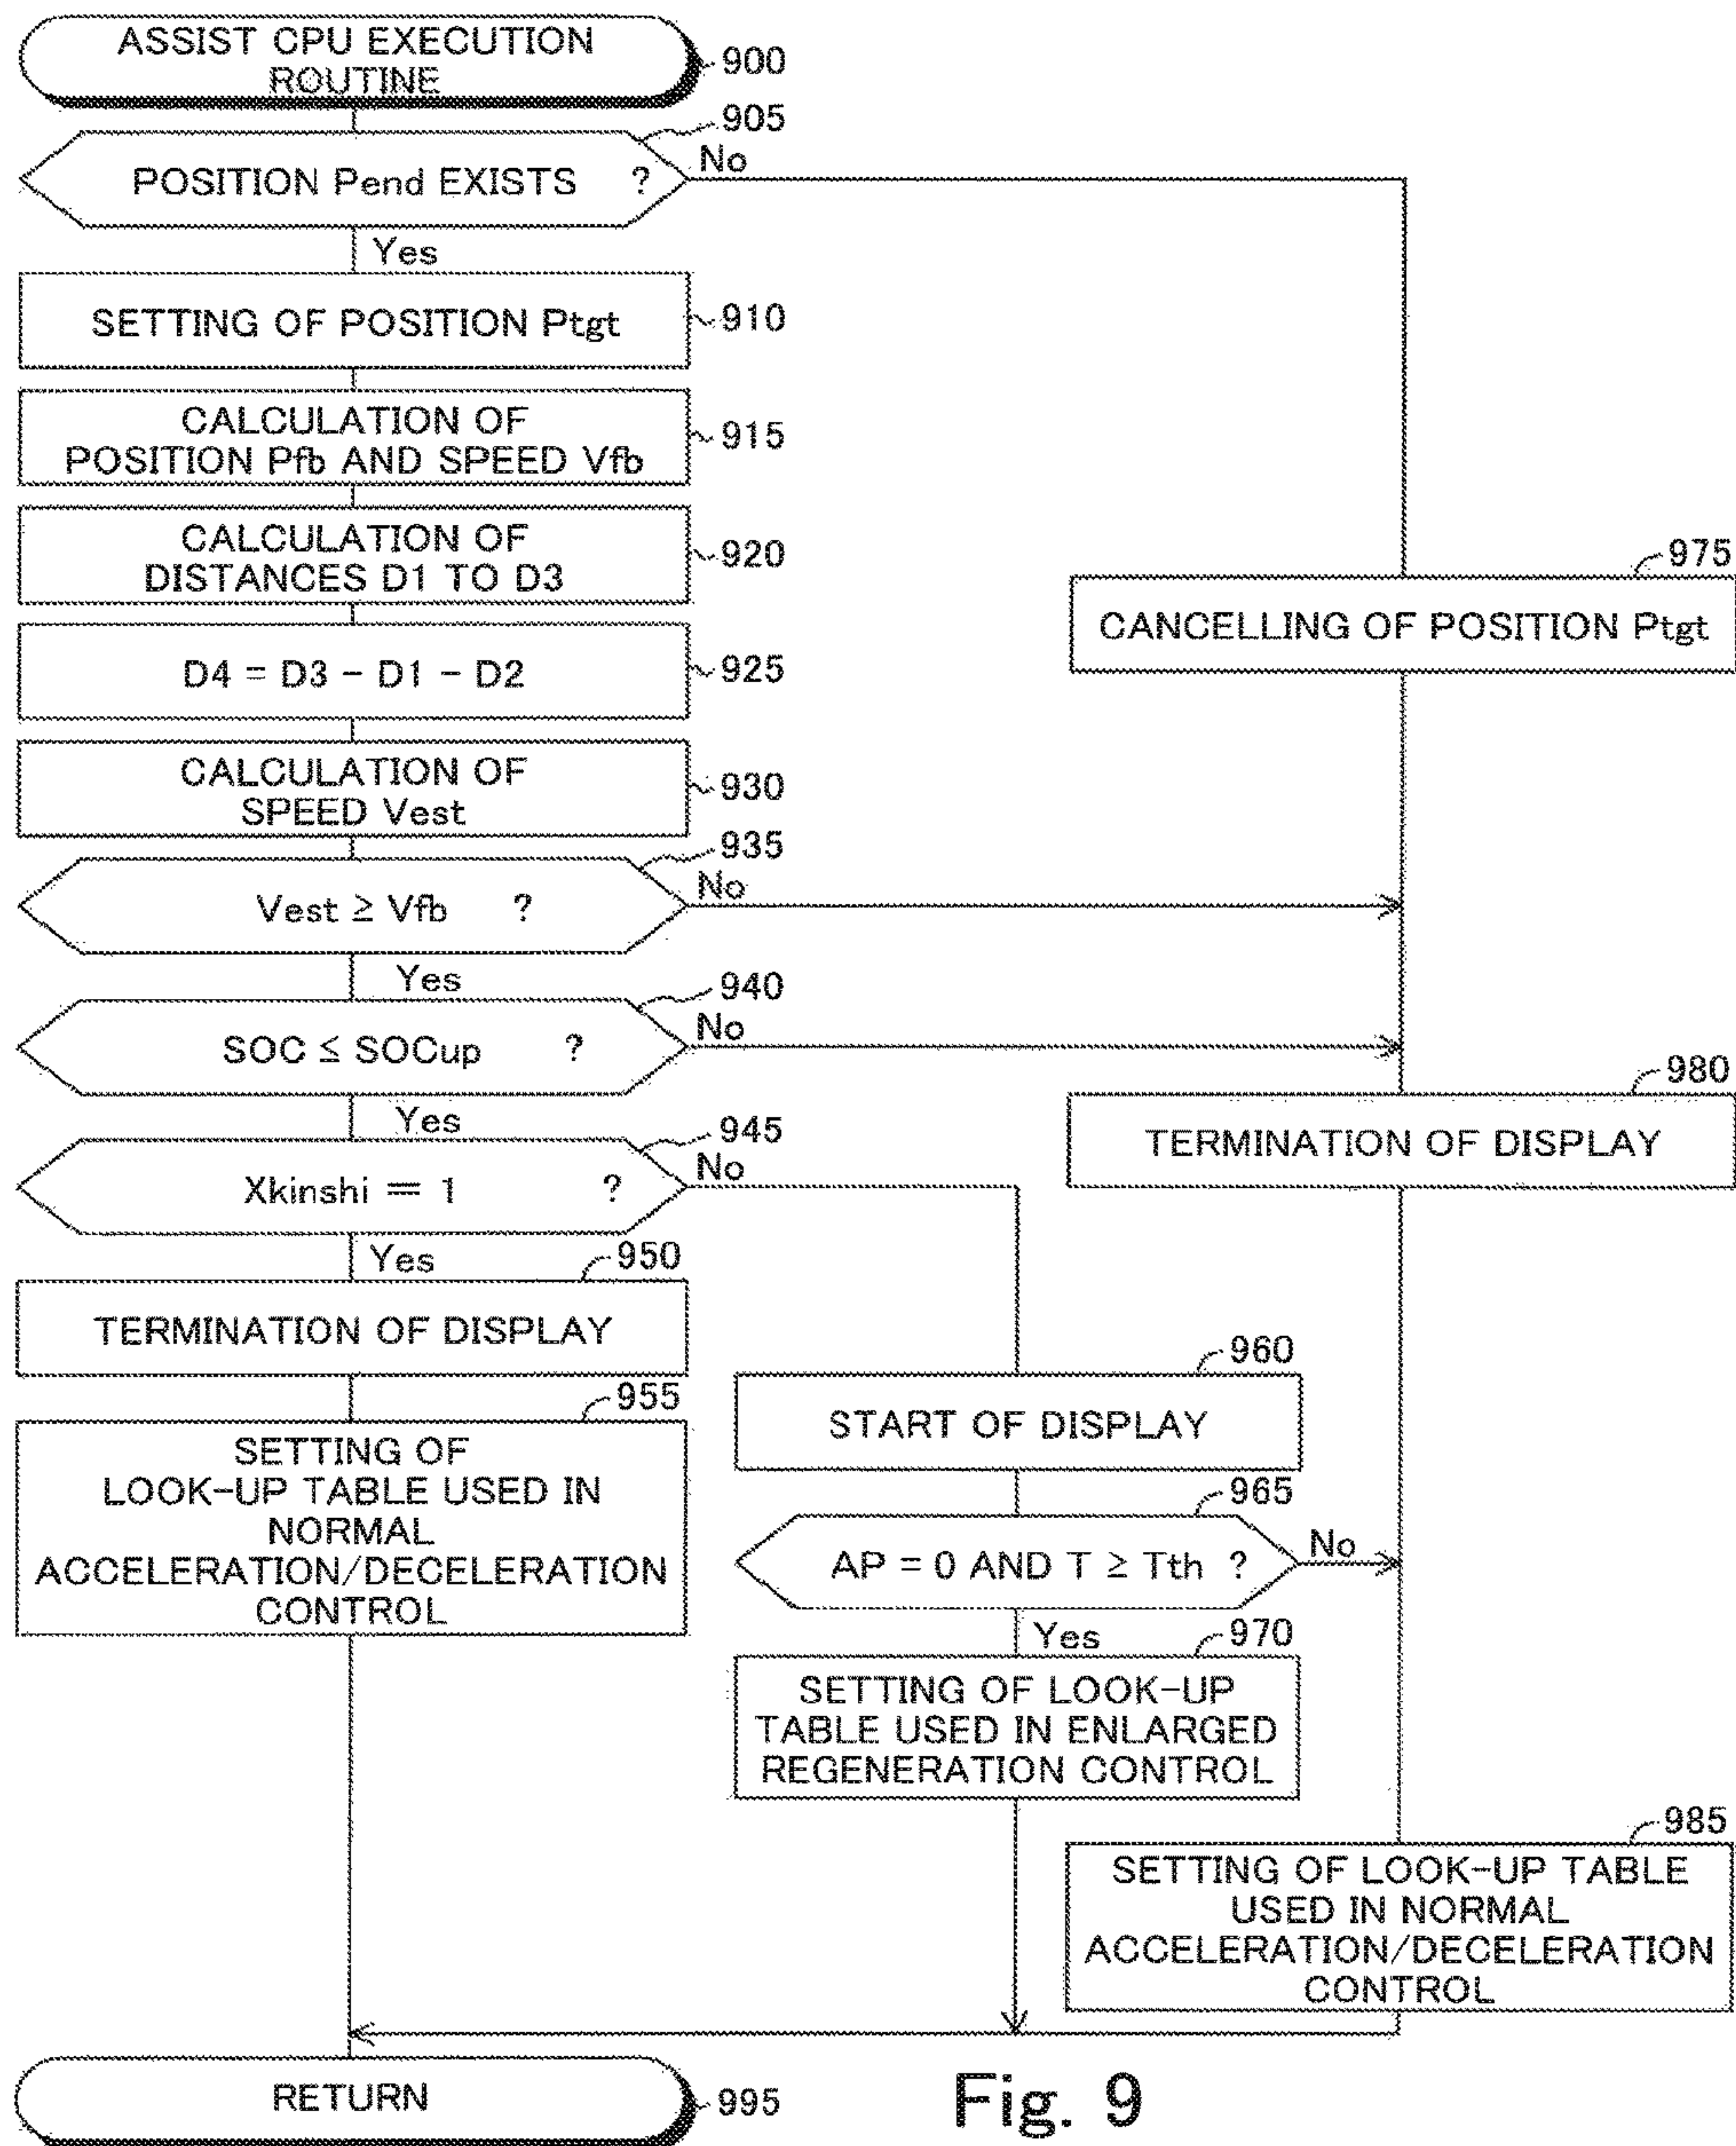 ASSIST CPU EXECUTION
ROUTINE
900
905
POSITION Pend EXISTS ?
No
Yes
SETTING OF POSITION Ptgt
910
CALCULATION OF
POSITION Pfb AND SPEED Vfb
915
CALCULATION OF
DISTANCES D1 TO D3
920
D4 = D3 − D1 − D2
925
CALCULATION OF
SPEED Vest
930
935
Vest ≥ Vfb ?
No
Yes
940
SOC ≤ SOCup ?
No
Yes
945
Xkinshi = 1 ?
No
Yes
950
TERMINATION OF DISPLAY
955
SETTING OF
LOOK-UP TABLE USED IN
NORMAL
ACCELERATION/DECELERATION
CONTROL
960
START OF DISPLAY
965
AP = 0 AND T ≥ Tth ?
No
Yes
970
SETTING OF LOOK-UP
TABLE USED IN ENLARGED
REGENERATION CONTROL
975
CANCELLING OF POSITION Ptgt
980
TERMINATION OF DISPLAY
985
SETTING OF LOOK-UP TABLE
USED IN NORMAL
ACCELERATION/DECELERATION
CONTROL
RETURN
995
Fig. 9